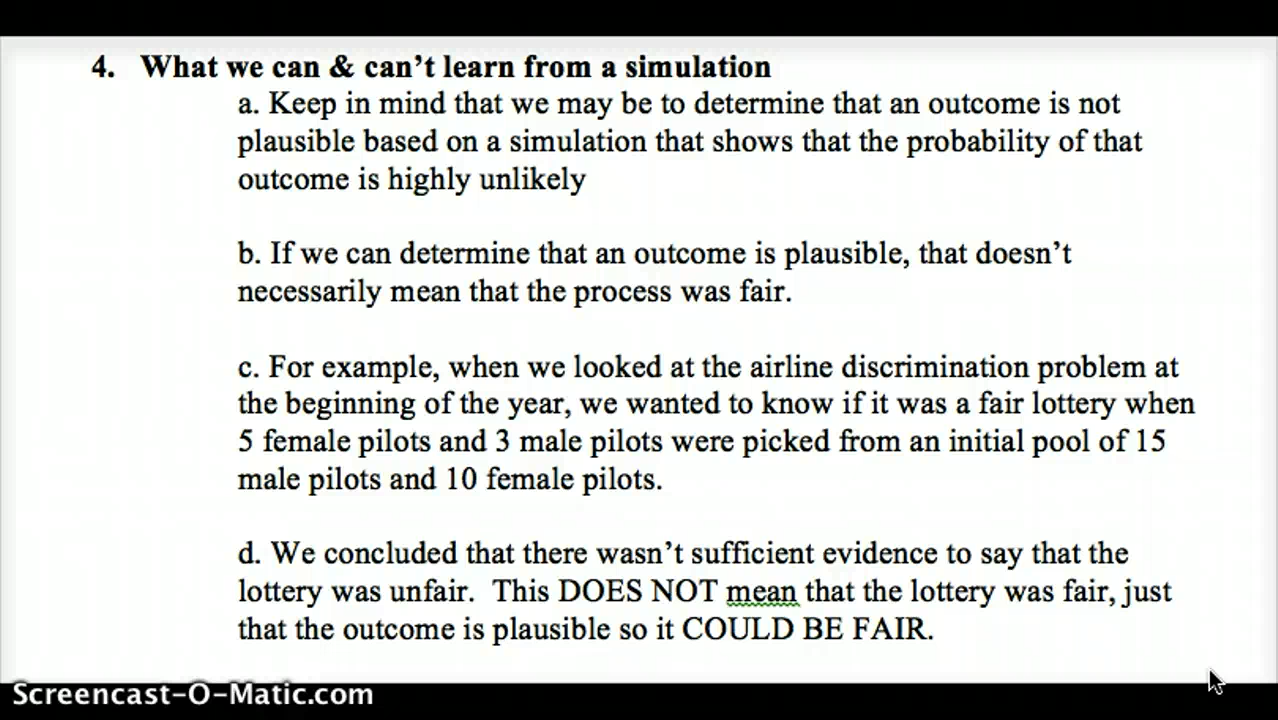 4. What we can & can't learn from a simulation
a. Keep in mind that we may be to determine that an outcome is not
plausible based on a simulation that shows that the probability of that
outcome is highly unlikely
b. If we can determine that an outcome is plausible, that doesn't
necessarily mean that the process was fair.
c. For example, when we looked at the airline discrimination problem at
the beginning of the year, we wanted to know if it was a fair lottery when
5 female pilots and 3 male pilots were picked from an initial pool of 15
male pilots and 10 female pilots.
d. We concluded that there wasn't sufficient evidence to say that the
lottery was unfair. This DOES NOT mean that the lottery was fair, just
that the outcome is plausible so it COULD BE FAIR.
Screencast-O-Matic.com